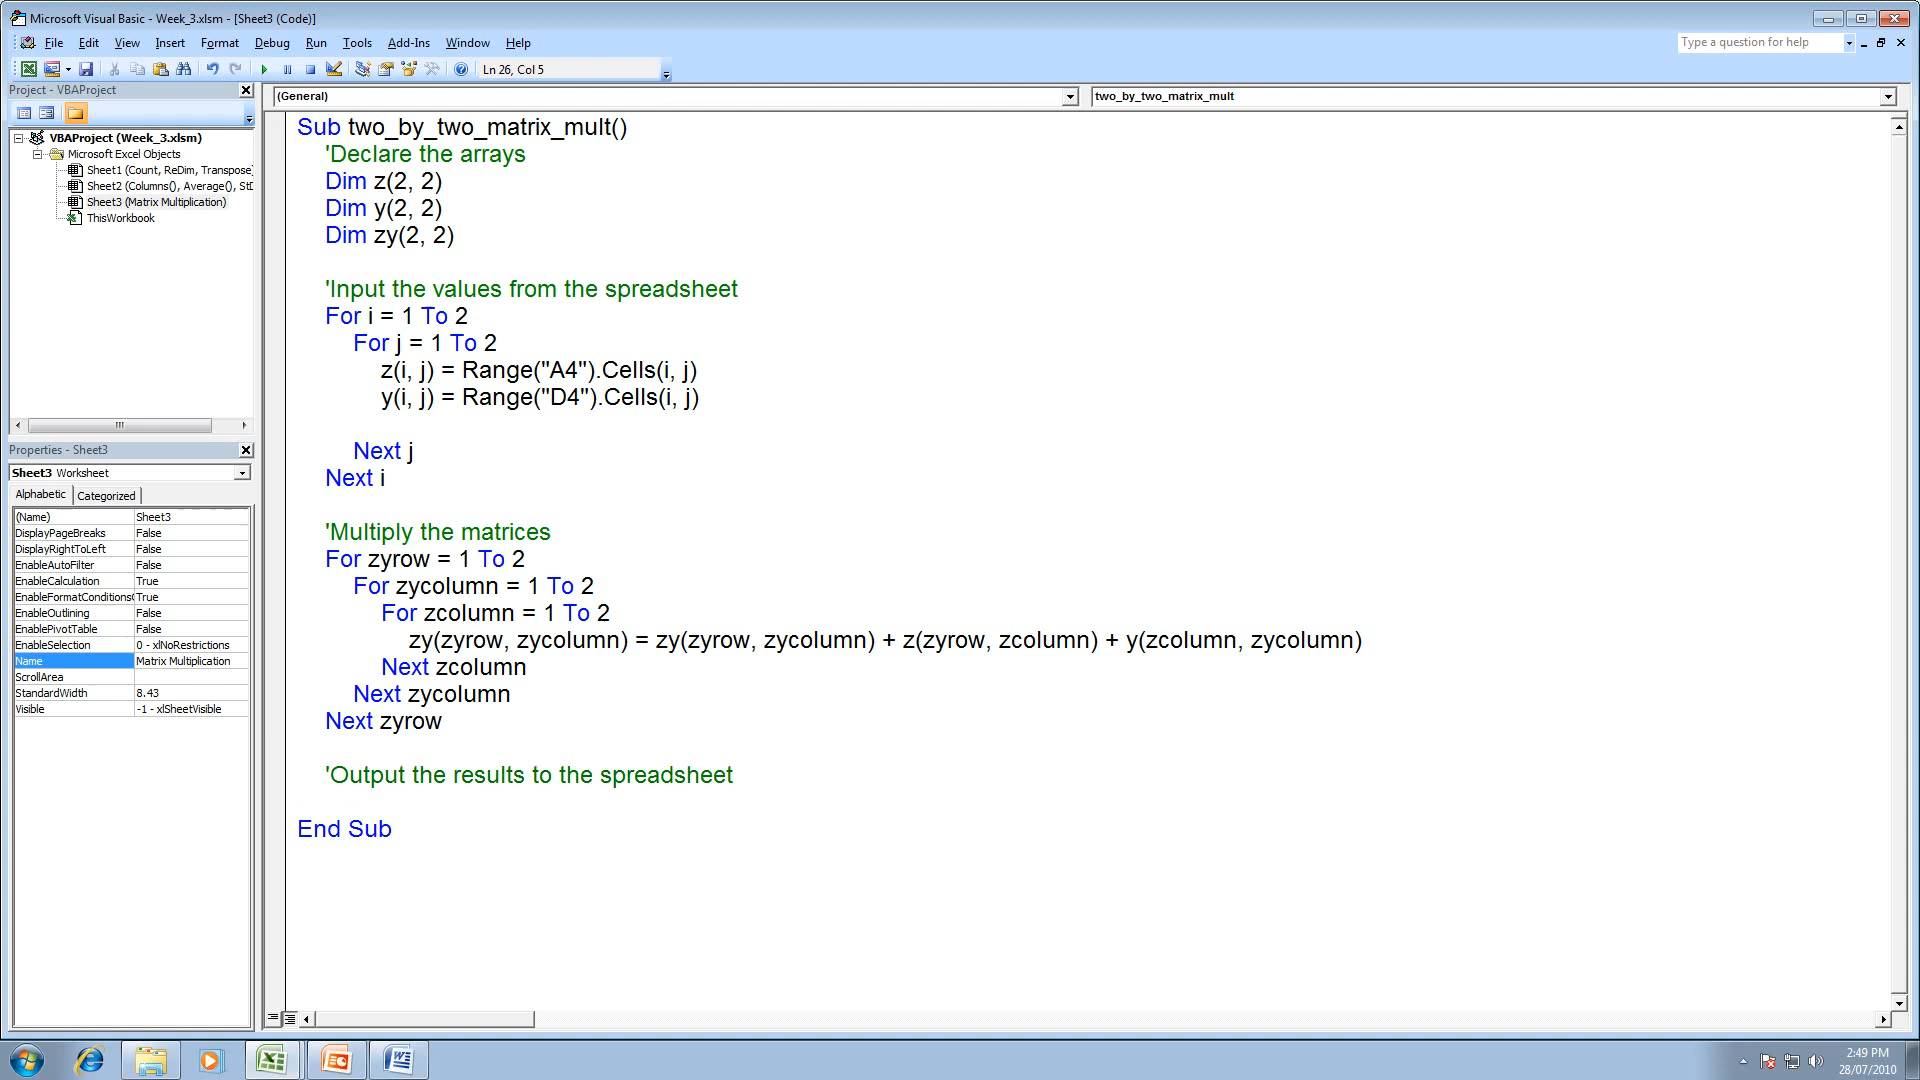 Microsoft Visual Basic - Week_3.xlsm - [Sheet3 (Code)]
File Edit View Insert Format Debug Run Tools Add-Ins Window Help
Type a question for help
Ln 26, Col 5
Project - VBAProject
(General)
two_by_two_matrix_mult
VBAProject (Week_3.xlsm)
Microsoft Excel Objects
Sheet1 (Count, ReDim, Transpose)
Sheet2 (Columns(), Average(), StD
Sheet3 (Matrix Multiplication)
ThisWorkbook
Properties - Sheet3
Sheet3 Worksheet
Alphabetic Categorized
(Name) Sheet3
DisplayPageBreaks False
DisplayRightToLeft False
EnableAutoFilter False
EnableCalculation True
EnableFormatConditionsC True
EnableOutlining False
EnablePivotTable False
EnableSelection 0 - xlNoRestrictions
Name Matrix Multiplication
ScrollArea
StandardWidth 8.43
Visible -1 - xlSheetVisible
Sub two_by_two_matrix_mult()
'Declare the arrays
Dim z(2, 2)
Dim y(2, 2)
Dim zy(2, 2)
'Input the values from the spreadsheet
For i = 1 To 2
For j = 1 To 2
z(i, j) = Range("A4").Cells(i, j)
y(i, j) = Range("D4").Cells(i, j)
Next j
Next i
'Multiply the matrices
For zyrow = 1 To 2
For zycolumn = 1 To 2
For zcolumn = 1 To 2
zy(zyrow, zycolumn) = zy(zyrow, zycolumn) + z(zyrow, zcolumn) + y(zcolumn, zycolumn)
Next zcolumn
Next zycolumn
Next zyrow
'Output the results to the spreadsheet
End Sub
2:49 PM
28/07/2010